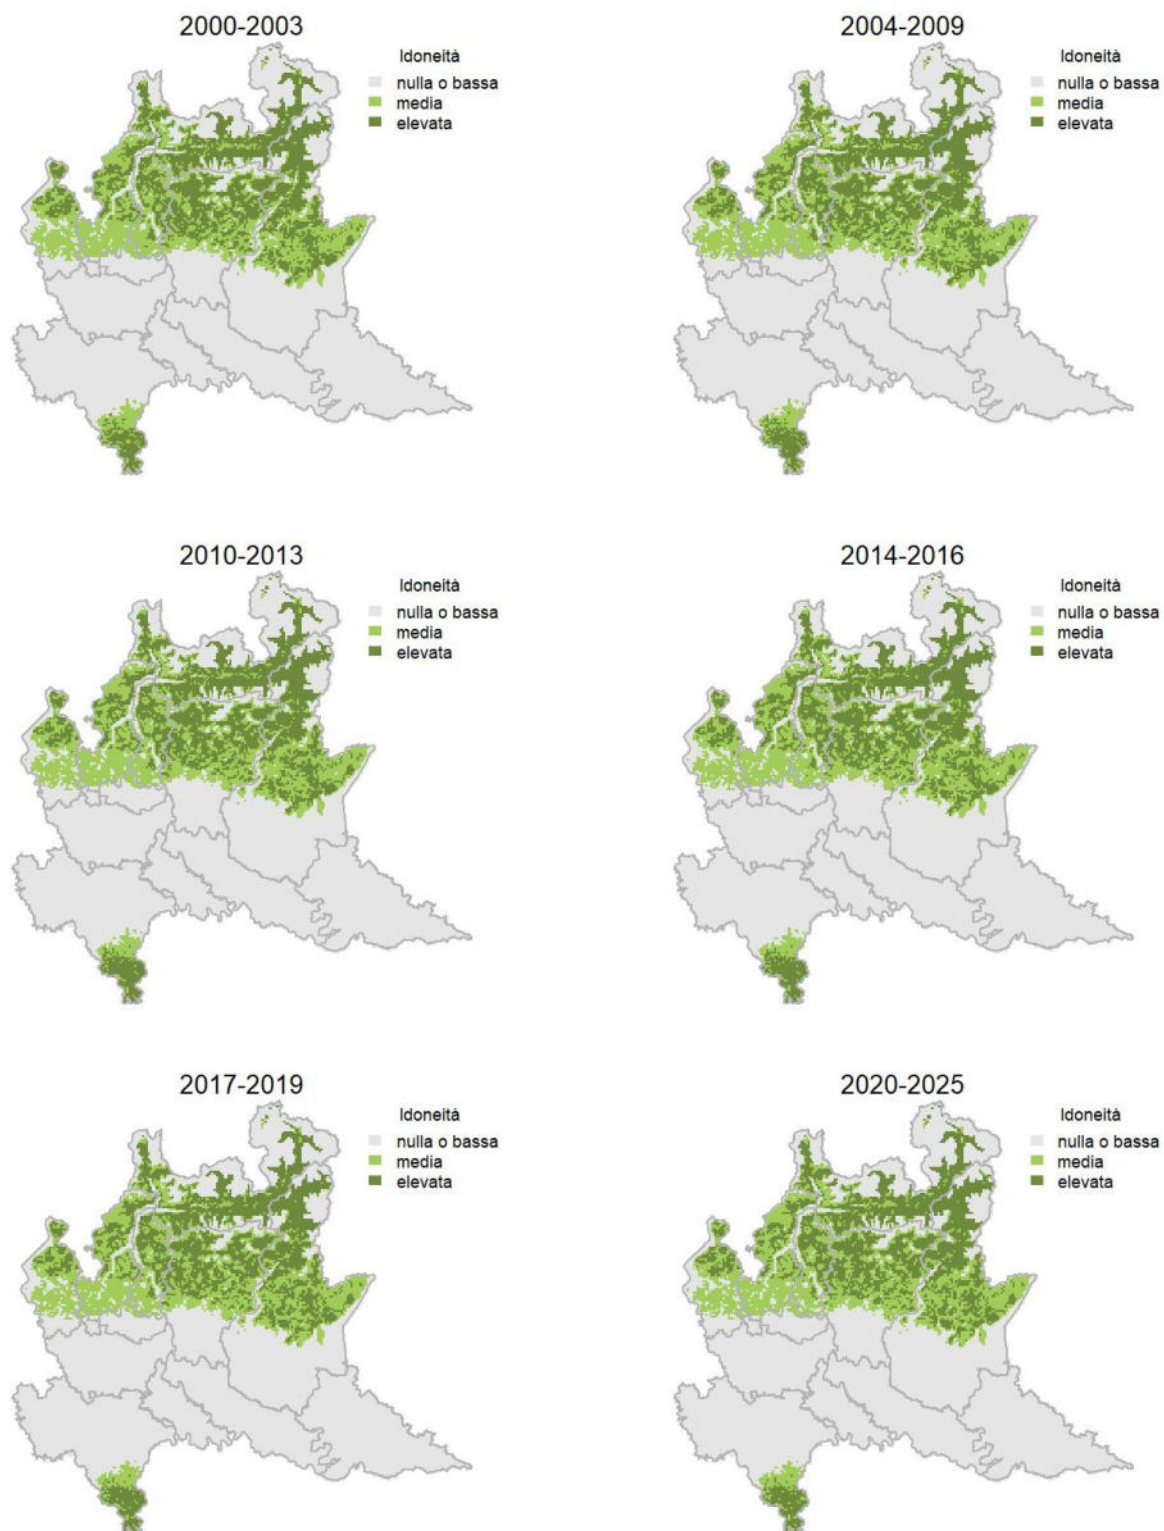 2000-2003
Idoneità
nulla o bassa
media
elevata
2004-2009
Idoneità
nulla o bassa
media
elevata
2010-2013
Idoneità
nulla o bassa
media
elevata
2014-2016
Idoneità
nulla o bassa
media
elevata
2017-2019
Idoneità
nulla o bassa
media
elevata
2020-2025
Idoneità
nulla o bassa
media
elevata